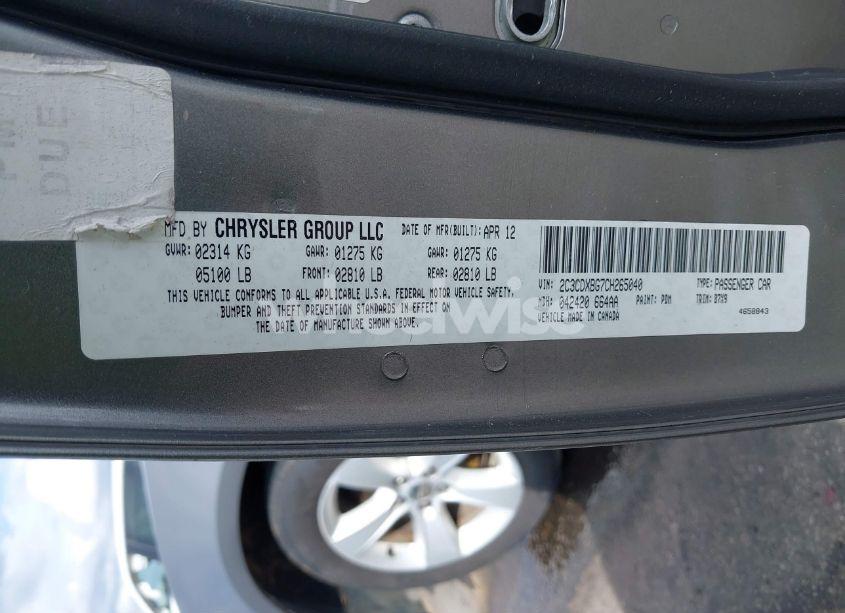 PM
DUE
MFD BY CHRYSLER GROUP LLC DATE OF MFR(BUILT): APR 12
GVWR: 02314 KG GAWR: 01275 KG GAWR: 01275 KG
05100 LB FRONT: 02810 LB REAR: 02810 LB
THIS VEHICLE CONFORMS TO ALL APPLICABLE U.S.A. FEDERAL MOTOR VEHICLE SAFETY,
BUMPER AND THEFT PREVENTION STANDARDS IN EFFECT ON
THE DATE OF MANUFACTURE SHOWN ABOVE.
VIN: 2C3CDXBG7CH265040 TYPE: PASSENGER CAR
MDH: 042420 664AA PAINT: PDM TRIM: B7X9
VEHICLE MADE IN CANADA 4658843